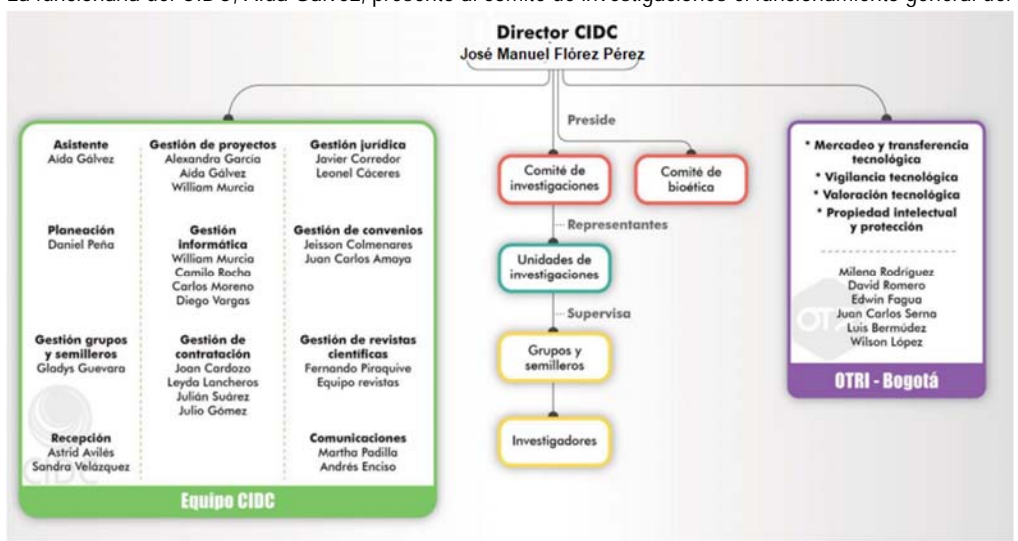 La funcionaria del CIDC, Aida Gálvez, presentó al comité de investigaciones el funcionamiento general del
Director CIDC
José Manuel Flórez Pérez
Asistente
Aida Gálvez
Gestión de proyectos
Alexandra García
Aida Gálvez
William Murcia
Gestión jurídica
Javier Corredor
Leonel Cáceres
Planeación
Daniel Peña
Gestión
informática
William Murcia
Camilo Rocha
Carlos Moreno
Diego Vargas
Gestión de convenios
Jeisson Colmenares
Juan Carlos Amaya
Gestión grupos
y semilleros
Gladys Guevara
Gestión de
contratación
Joan Cardozo
Leyda Lancheros
Julián Suárez
Julio Gómez
Gestión de revistas
científicas
Fernando Piraquive
Equipo revistas
Recepción
Astrid Avilés
Sandra Velázquez
Comunicaciones
Martha Padilla
Andrés Enciso
CIDC
Equipo CIDC
Preside
Comité de
investigaciones
Comité de
bioética
Representantes
Unidades de
investigaciones
Supervisa
Grupos y
semilleros
Investigadores
* Mercadeo y transferencia
tecnológica
* Vigilancia tecnológica
* Valoración tecnológica
* Propiedad intelectual
y protección
Milena Rodríguez
David Romero
Edwin Fagua
Juan Carlos Serna
Luis Bermúdez
Wilson López
OTRI - Bogotá